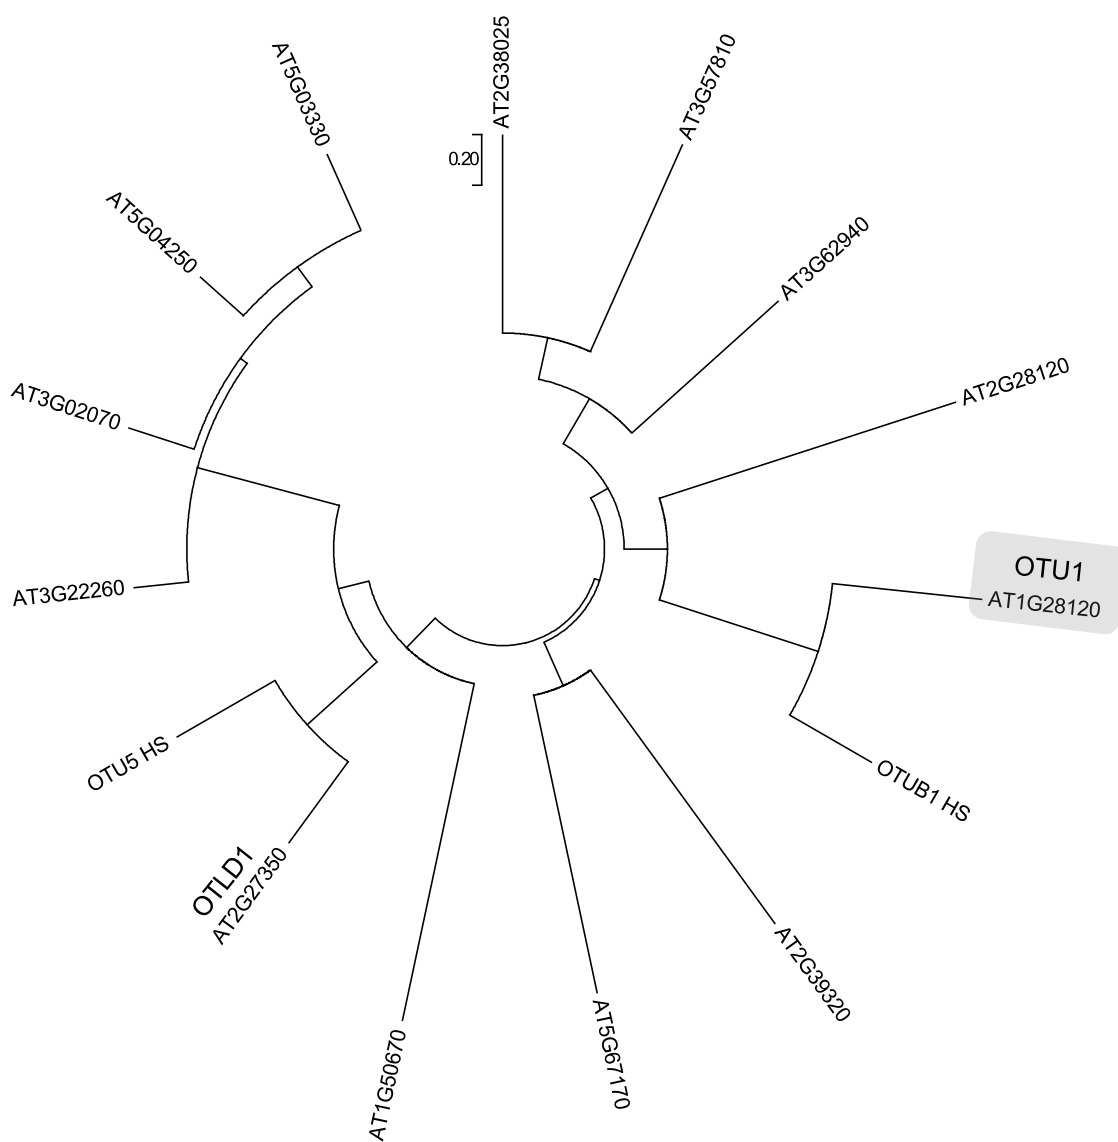 AT2G38025
AT3G57810
AT5G03330
0.20
AT5G04250
AT3G62940
AT2G28120
AT3G02070
OTU1
AT1G28120
AT3G22260
OTU5 HS
OTUB1 HS
OTLD1
AT2G27350
AT2G39320
AT5G67170
AT1G50670